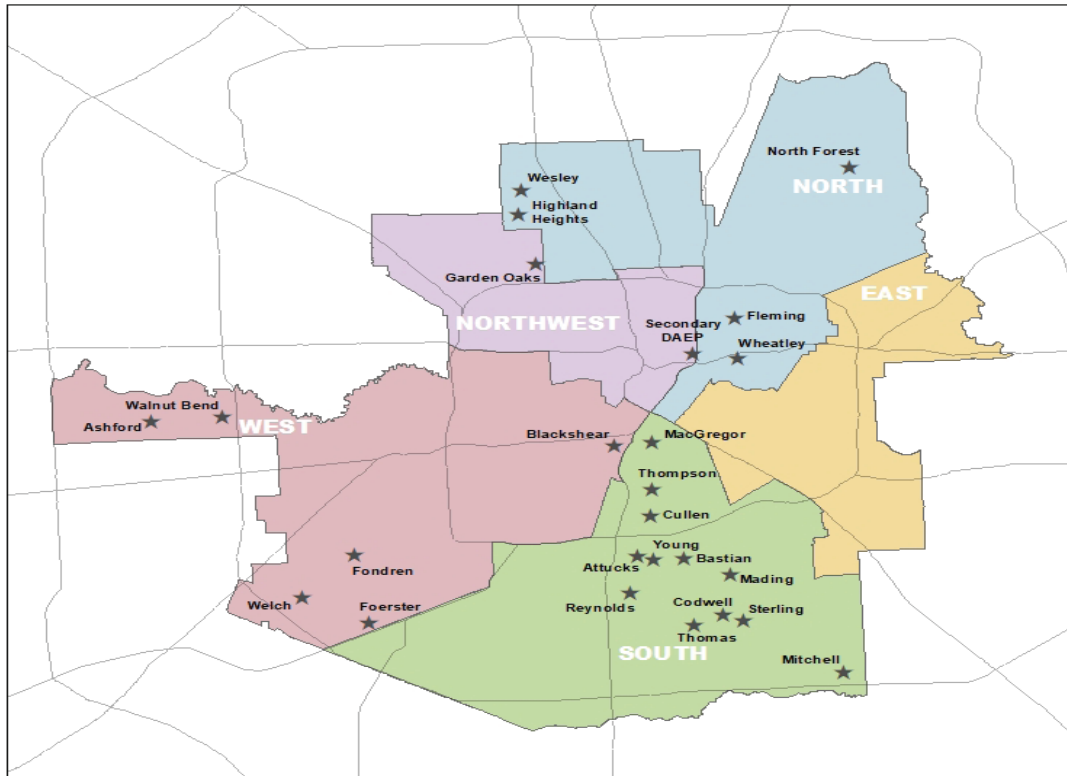 North Forest
NORTH
Wesley
Highland
Heights
Garden Oaks
EAST
NORTHWEST
Secondary
DAEP
Fleming
Wheatley
Walnut Bend
Ashford
WEST
Blackshear
MacGregor
Thompson
Cullen
Young
Attucks
Bastian
Fondren
Mading
Welch
Foerster
Reynolds
Codwell
Sterling
Thomas
SOUTH
Mitchell